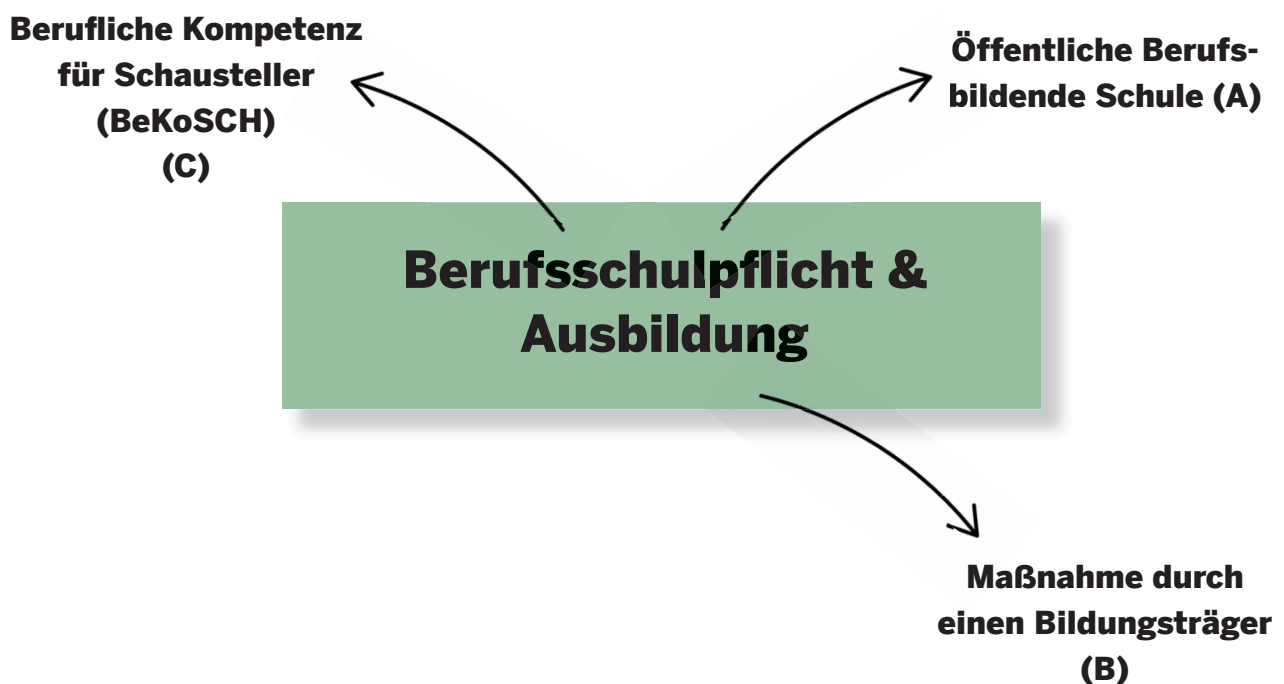 Berufliche Kompetenz
für Schausteller
(BeKoSCH)
(C)
Öffentliche Berufs-
bildende Schule (A)
Berufsschulpflicht &
Ausbildung
Maßnahme durch
einen Bildungsträger
(B)